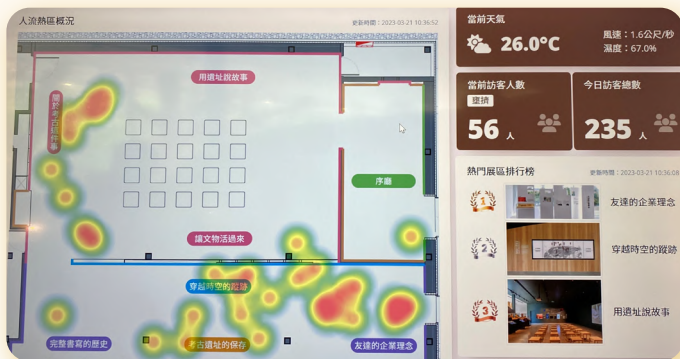 人流熱區概況
更新時間：2023-03-21 10:36:52
用遺址說故事
序廳
讓文物活過來
穿越時空的蹤跡
完整書寫的歷史
考古遺址的保存
友達的企業理念
當前天氣
26.0°C
風速：1.6公尺/秒
濕度：67.0%
當前訪客人數
壅擠
56 人
今日訪客總數
235 人
熱門展區排行榜
更新時間：2023-03-21 10:36:08
1
友達的企業理念
2
穿越時空的蹤跡
3
用遺址說故事